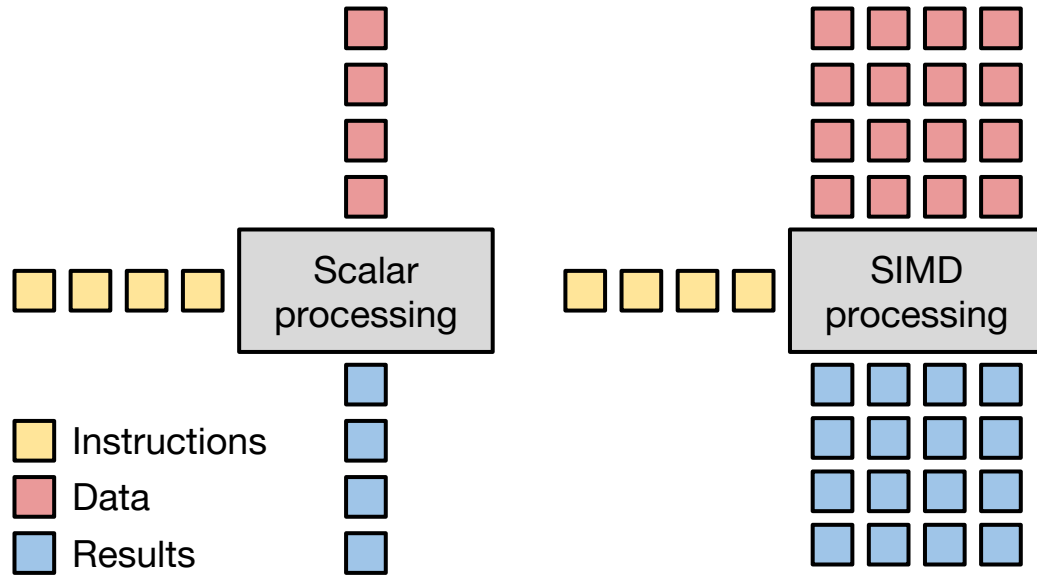 Scalar
processing
SIMD
processing
Instructions
Data
Results